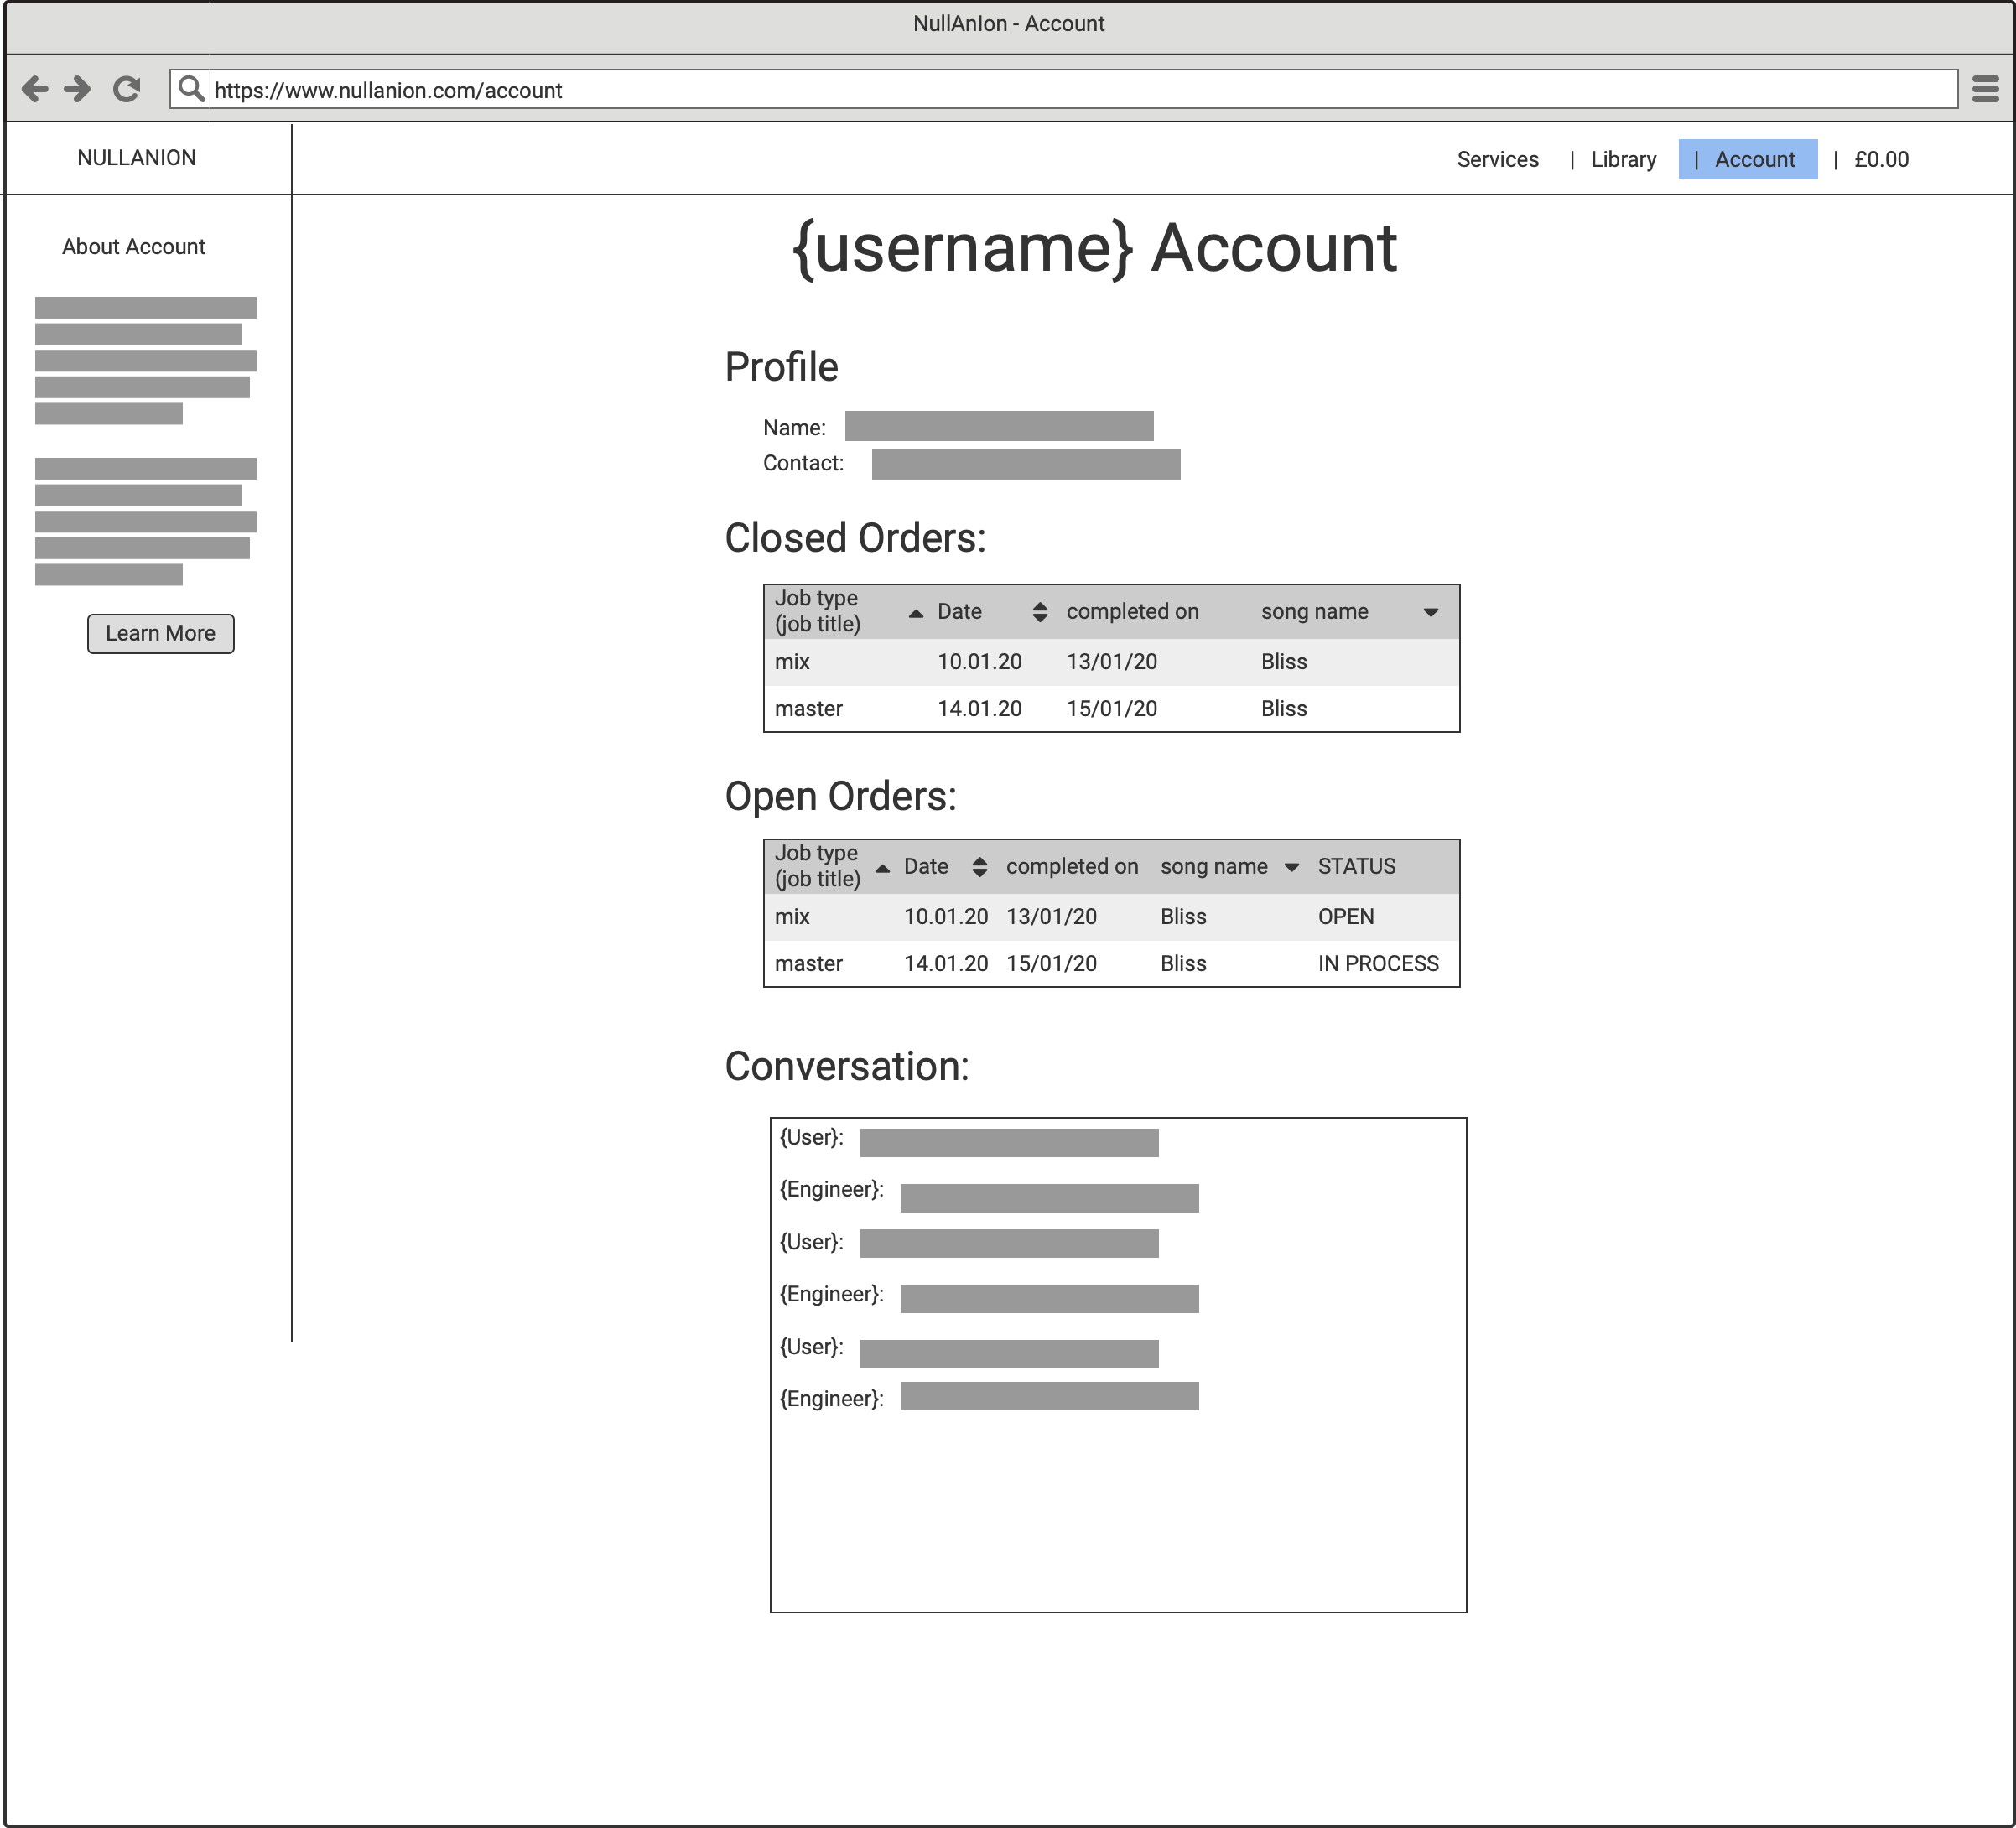 NullAnIon - Account
https://www.nullanion.com/account
NULLANION
Services | Library | Account | £0.00
About Account
Learn More
{username} Account
Profile
Name:
Contact:
Closed Orders:
Job type (job title) Date completed on song name
mix 10.01.20 13/01/20 Bliss
master 14.01.20 15/01/20 Bliss
Open Orders:
Job type (job title) Date completed on song name STATUS
mix 10.01.20 13/01/20 Bliss OPEN
master 14.01.20 15/01/20 Bliss IN PROCESS
Conversation:
{User}:
{Engineer}:
{User}:
{Engineer}:
{User}:
{Engineer}: